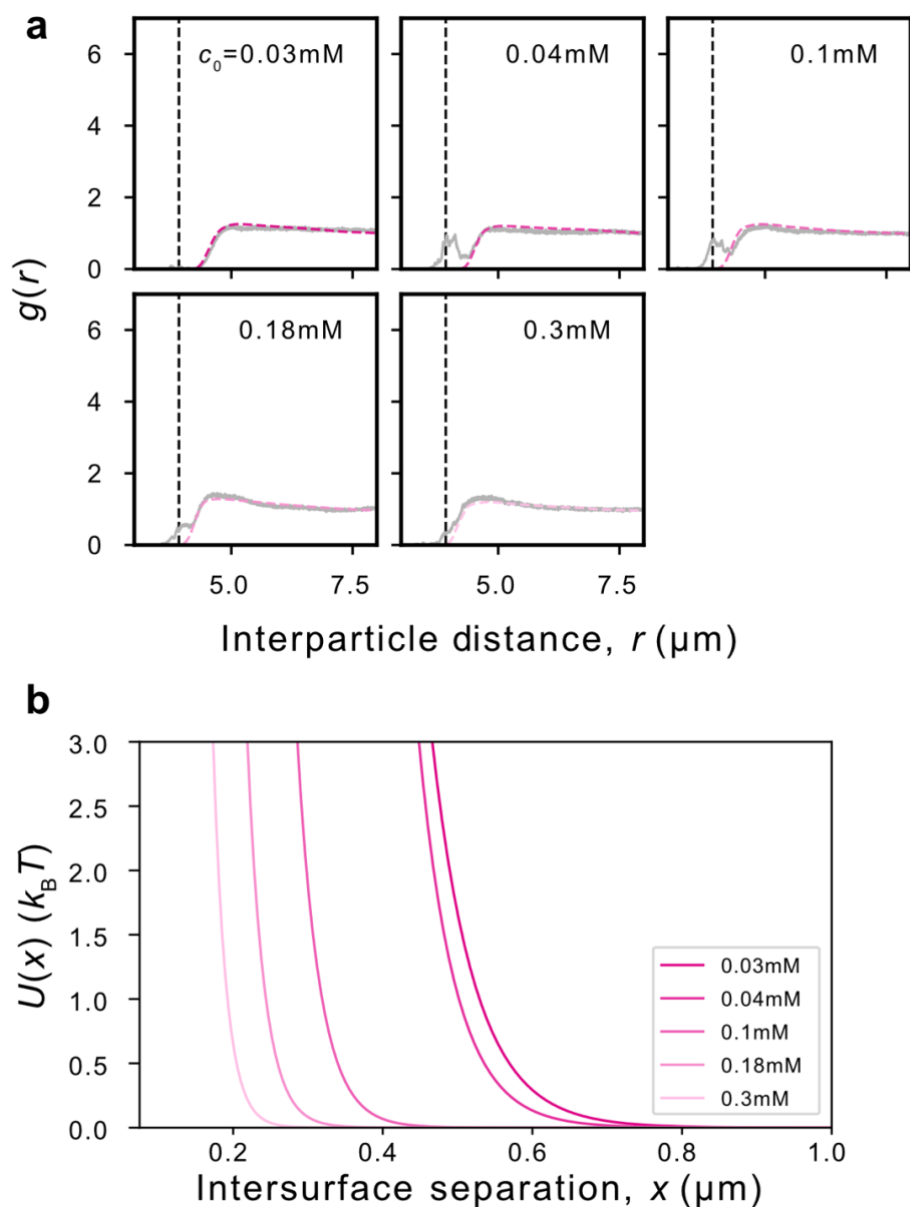 a
c0=0.03mM
0.04mM
0.1mM
6
4
2
0
g(r)
0.18mM
0.3mM
6
4
2
0
5.0
7.5
5.0
7.5
Interparticle distance, r (μm)
b
3.0
2.5
2.0
1.5
1.0
0.5
0.0
U(x) (kBT)
0.03mM
0.04mM
0.1mM
0.18mM
0.3mM
0.2
0.4
0.6
0.8
1.0
Intersurface separation, x (μm)